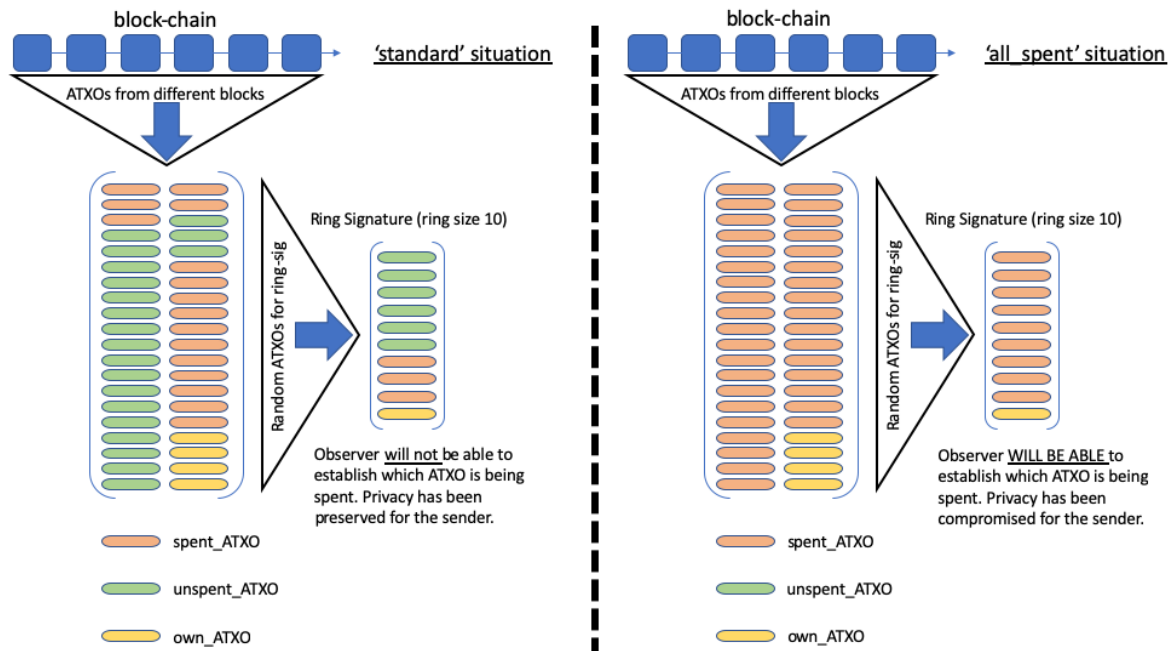 block-chain
'standard' situation
ATXOs from different blocks
Random ATXOs for ring-sig
Ring Signature (ring size 10)
Observer will not be able to
establish which ATXO is being
spent. Privacy has been
preserved for the sender.
spent_ATXO
unspent_ATXO
own_ATXO
block-chain
'all_spent' situation
ATXOs from different blocks
Random ATXOs for ring-sig
Ring Signature (ring size 10)
Observer WILL BE ABLE to
establish which ATXO is being
spent. Privacy has been
compromised for the sender.
spent_ATXO
unspent_ATXO
own_ATXO